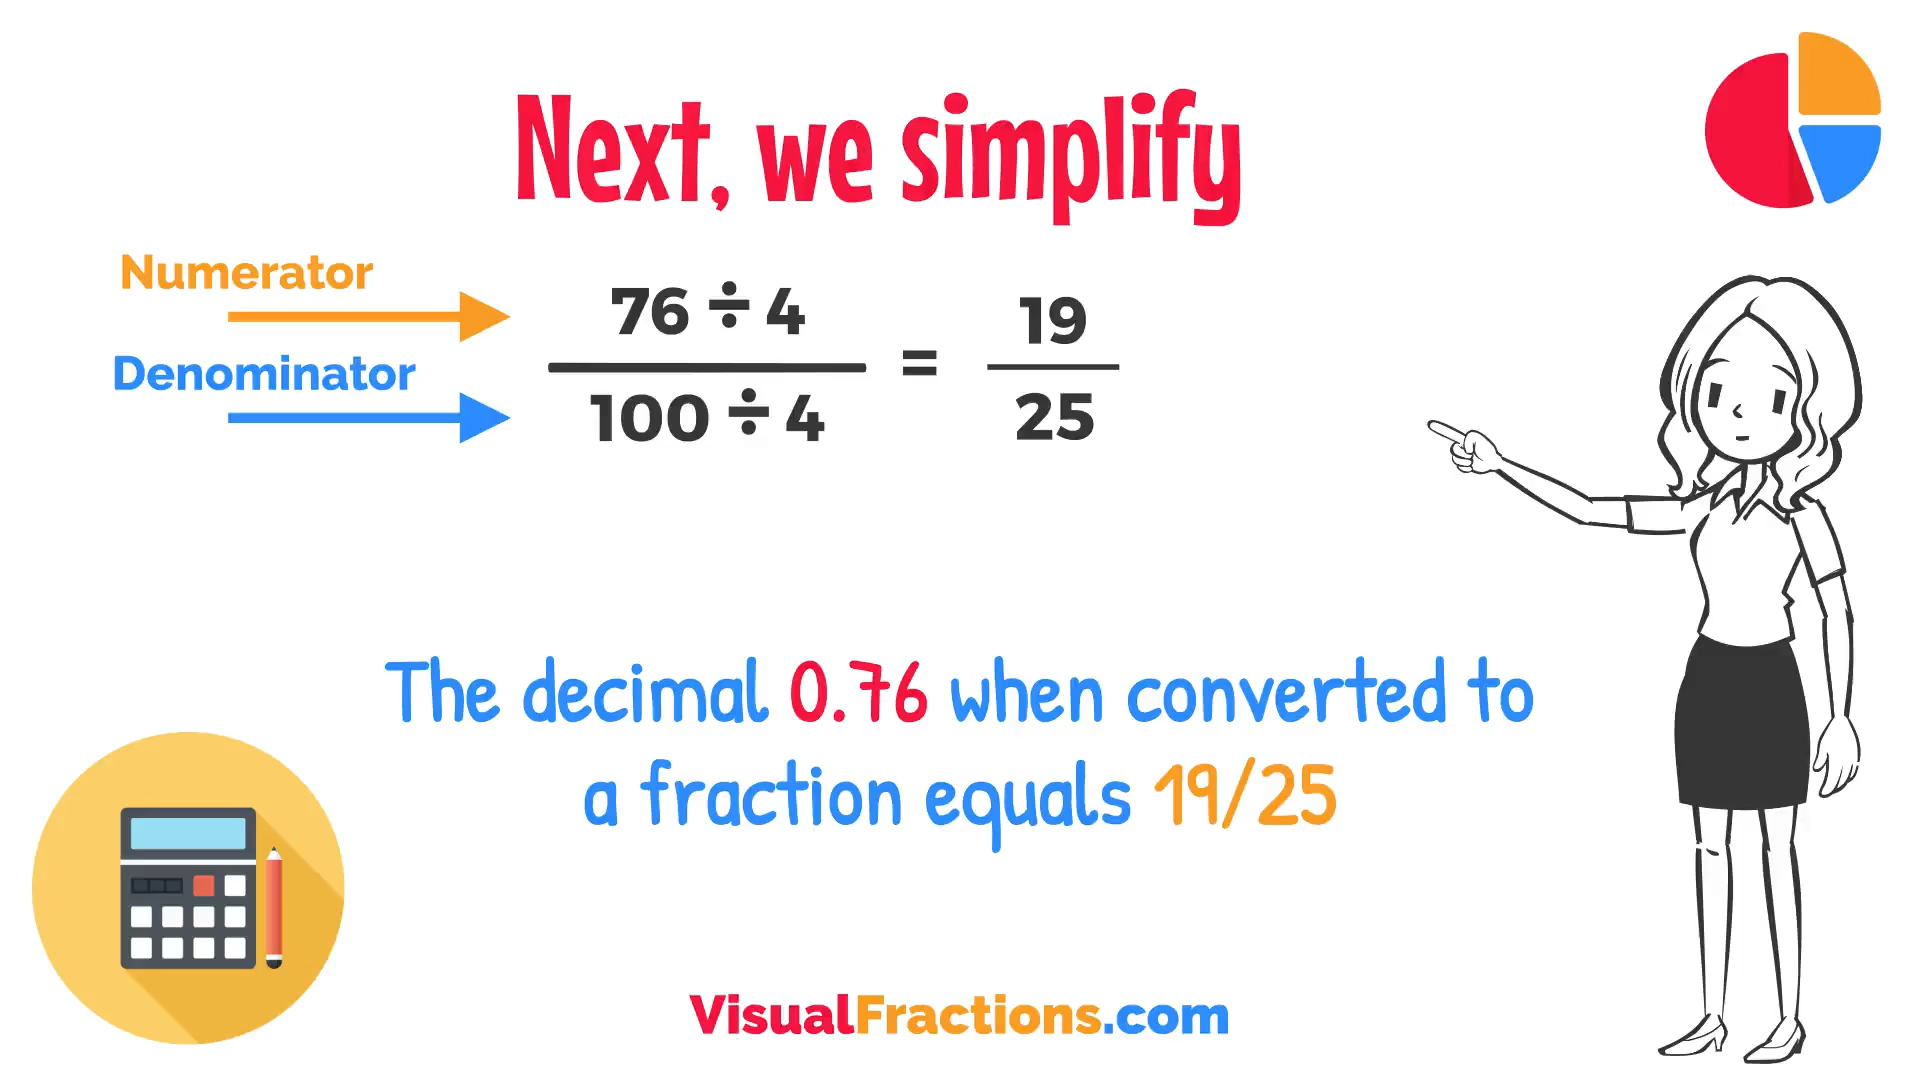 Next, we simplify
Numerator
76 ÷ 4
100 ÷ 4
=
19
25
Denominator
The decimal 0.76 when converted to
a fraction equals 19/25
VisualFractions.com